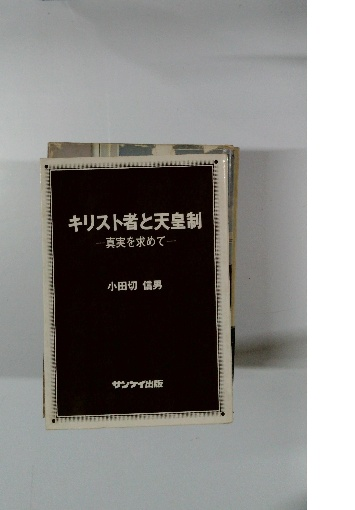 キリスト者と天皇制
―真実を求めて―
小田切 信男
サンケイ出版